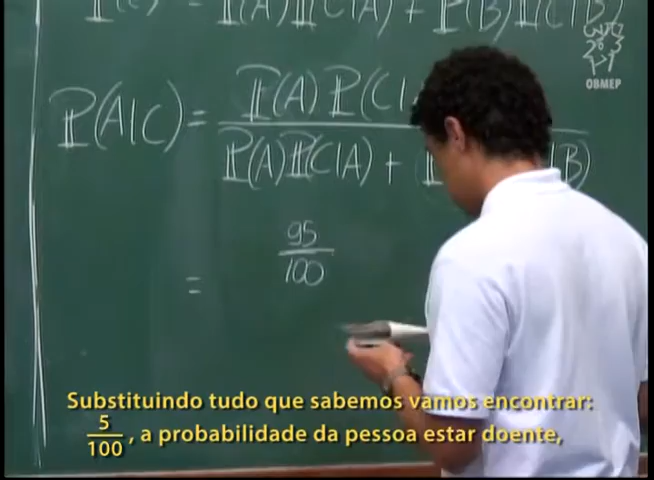 = ℙ(A)ℙ(C|A) + ℙ(B)ℙ(C|B)
OBMEP
ℙ(A|C) = ℙ(A) ℙ(C|
ℙ(A)ℙ(C|A) + |B)
= 95
100
Substituindo tudo que sabemos vamos encontrar:
5/100, a probabilidade da pessoa estar doente,